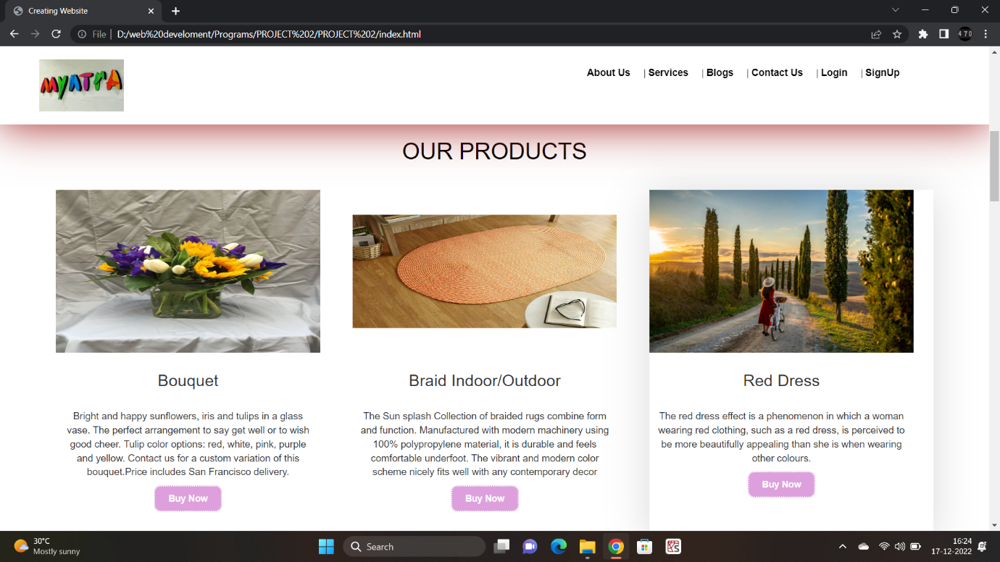 Creating Website
File | D:/web%20develoment/Programs/PROJECT%202/PROJECT%202/index.html
470
MYNTRA
About Us | Services | Blogs | Contact Us | Login | SignUp
OUR PRODUCTS
Bouquet
Bright and happy sunflowers, iris and tulips in a glass
vase. The perfect arrangement to say get well or to wish
good cheer. Tulip color options: red, white, pink, purple
and yellow. Contact us for a custom variation of this
bouquet.Price includes San Francisco delivery.
Buy Now
Braid Indoor/Outdoor
The Sun splash Collection of braided rugs combine form
and function. Manufactured with modern machinery using
100% polypropylene material, it is durable and feels
comfortable underfoot. The vibrant and modern color
scheme nicely fits well with any contemporary decor
Buy Now
Red Dress
The red dress effect is a phenomenon in which a woman
wearing red clothing, such as a red dress, is perceived to
be more beautifully appealing than she is when wearing
other colours.
Buy Now
30°C
Mostly sunny
Search
16:24
17-12-2022